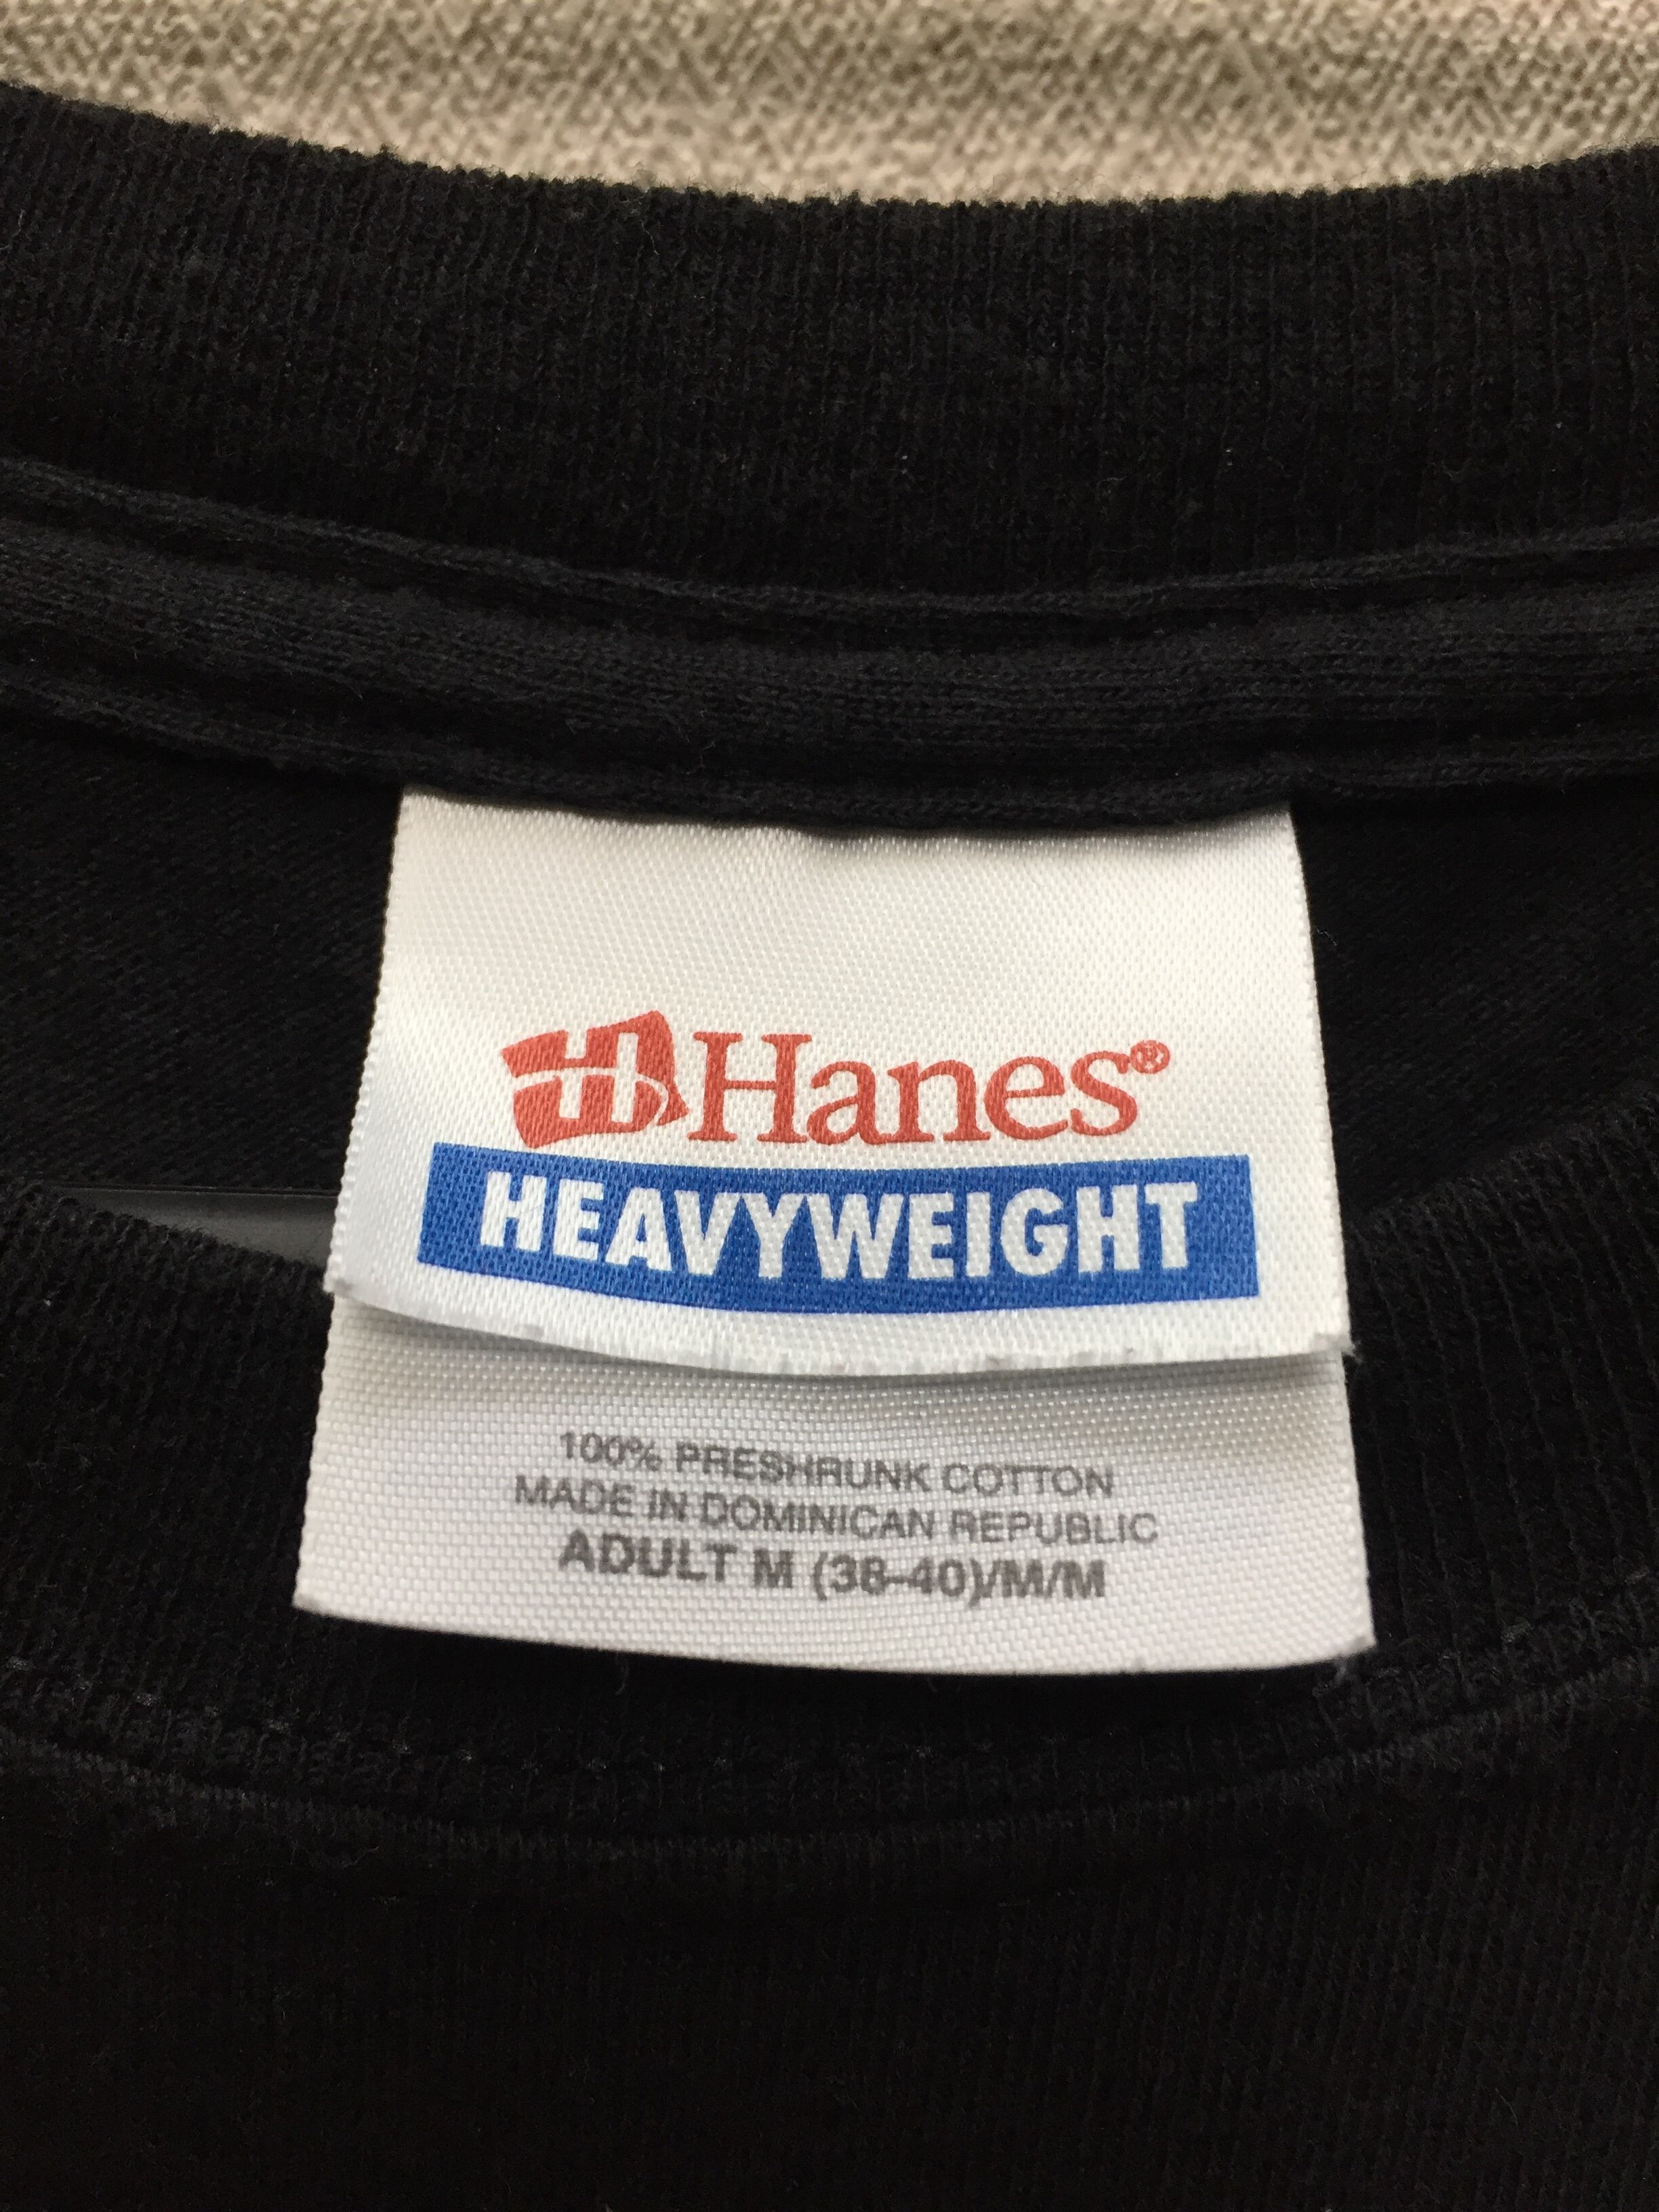 Hanes®
HEAVYWEIGHT
100% PRESHRUNK COTTON
MADE IN DOMINICAN REPUBLIC
ADULT M (38-40)/M/M